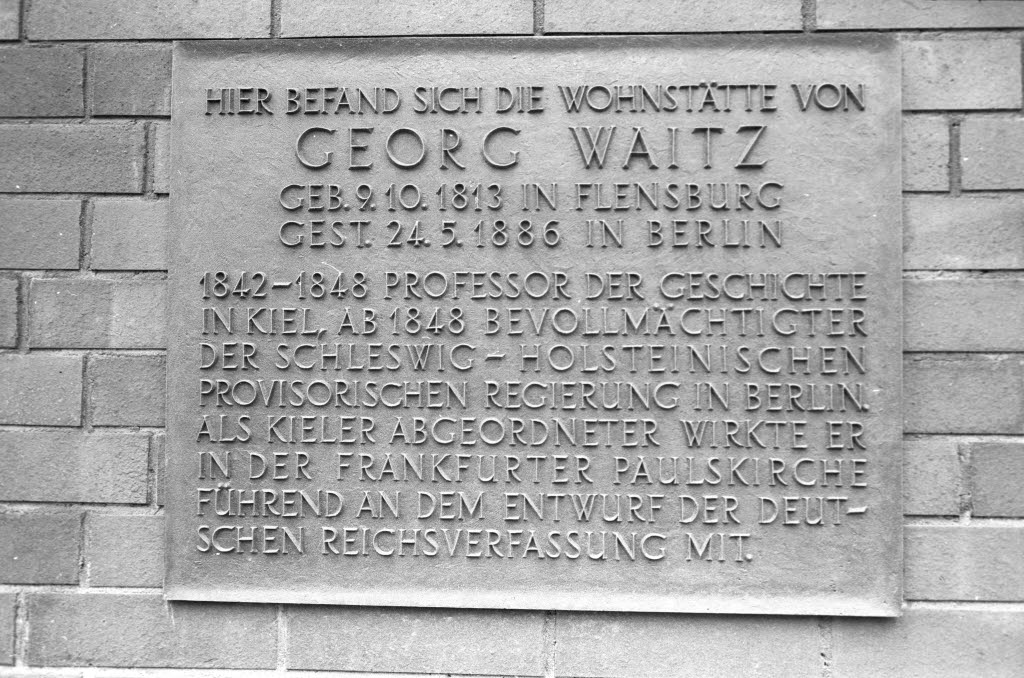 HIER BEFAND SICH DIE WOHNSTÄTTE VON
GEORG WAITZ
GEB. 9. 10. 1813 IN FLENSBURG
GEST. 24. 5. 1886 IN BERLIN
1842-1848 PROFESSOR DER GESCHICHTE
IN KIEL, AB 1848 BEVOLLMÄCHTIGTER
DER SCHLESWIG-HOLSTEINISCHEN
PROVISORISCHEN REGIERUNG IN BERLIN.
ALS KIELER ABGEORDNETER WIRKTE ER
IN DER FRANKFURTER PAULSKIRCHE
FÜHREND AN DEM ENTWURF DER DEUT-
SCHEN REICHSVERFASSUNG MIT.